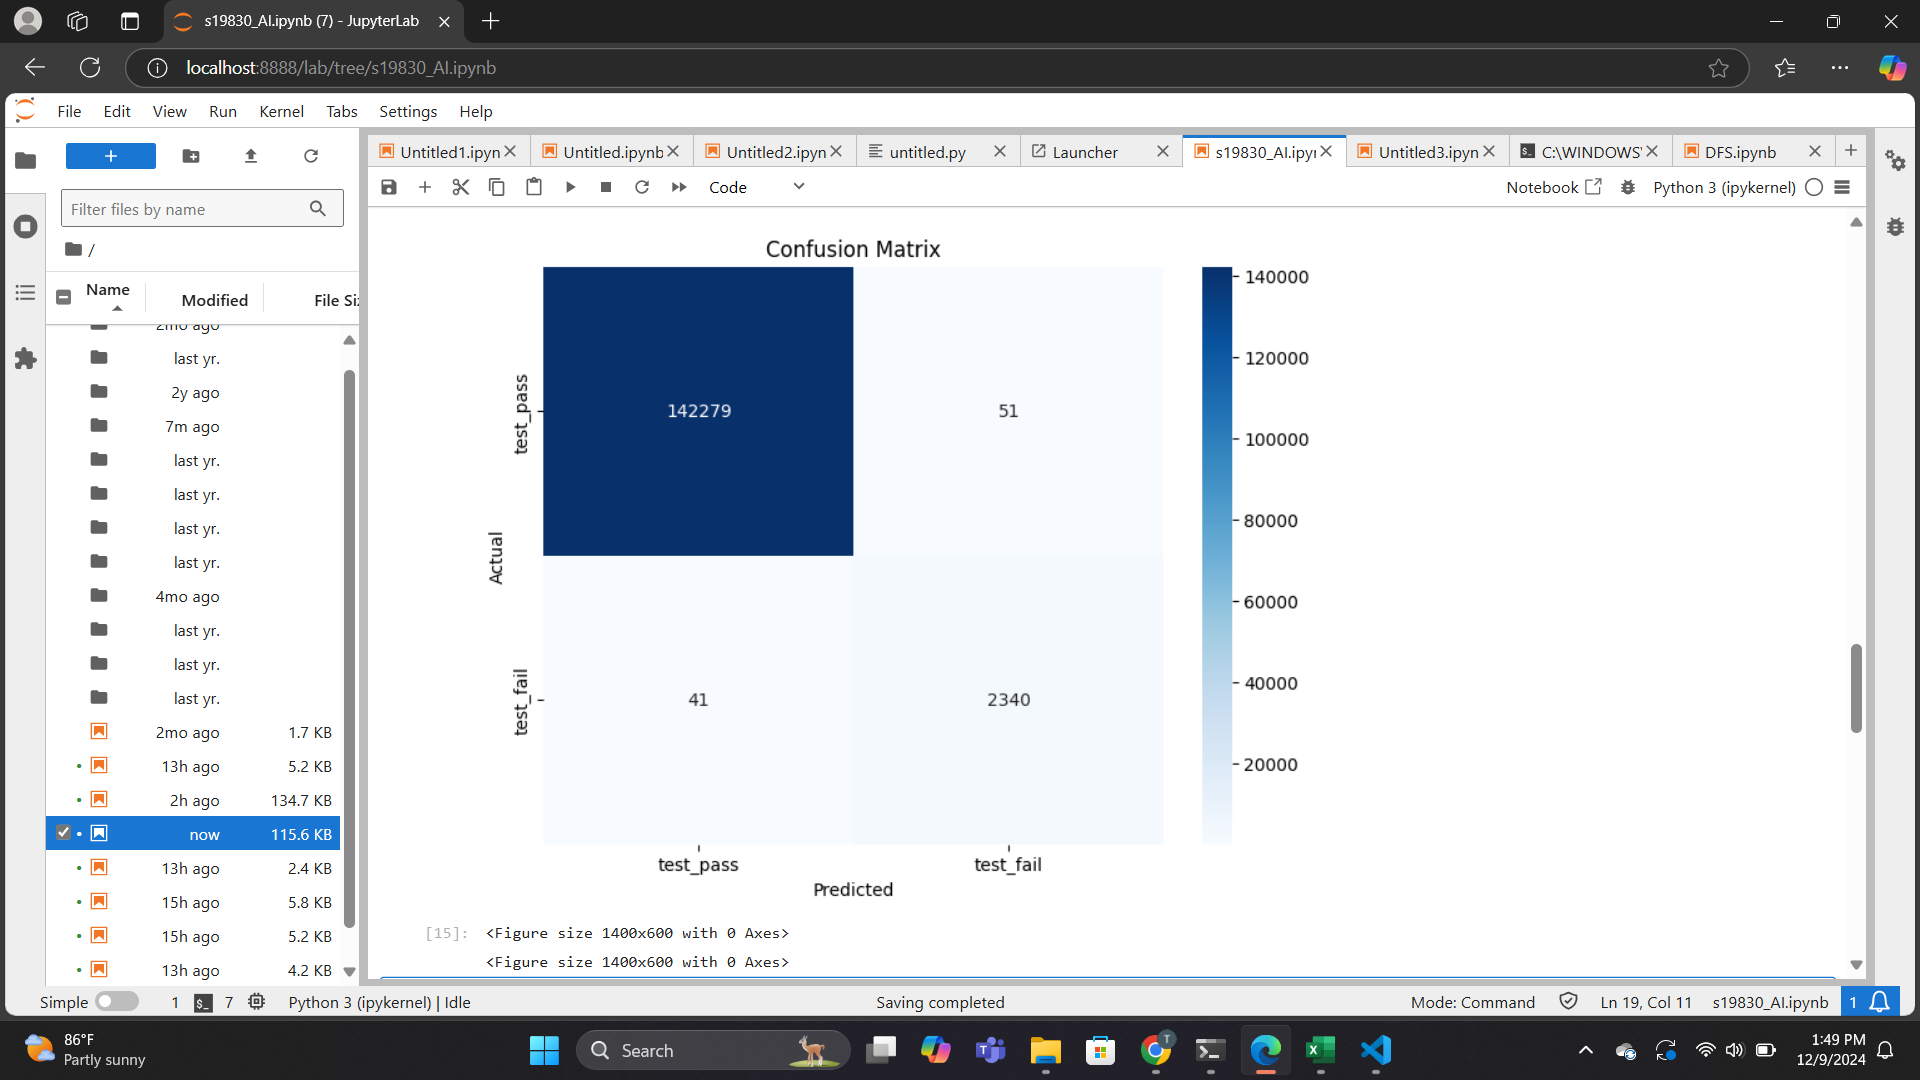 s19830_AI.ipynb (7) - JupyterLab
localhost:8888/lab/tree/s19830_AI.ipynb
File Edit View Run Kernel Tabs Settings Help
Untitled1.ipyn Untitled.ipynb Untitled2.ipyn untitled.py Launcher s19830_AI.ipyr Untitled3.ipyn C:\WINDOWS' DFS.ipynb
Code Notebook Python 3 (ipykernel)
Filter files by name
/
Name Modified File Si
2mo ago
last yr.
2y ago
7m ago
last yr.
last yr.
last yr.
last yr.
4mo ago
last yr.
last yr.
last yr.
2mo ago 1.7 KB
13h ago 5.2 KB
2h ago 134.7 KB
now 115.6 KB
13h ago 2.4 KB
15h ago 5.8 KB
15h ago 5.2 KB
13h ago 4.2 KB
Confusion Matrix
Actual
test_pass
142279 51
test_fail
41 2340
test_pass test_fail
Predicted
140000
120000
100000
80000
60000
40000
20000
[15]: <Figure size 1400x600 with 0 Axes>
<Figure size 1400x600 with 0 Axes>
Simple 1 7 Python 3 (ipykernel) | Idle Saving completed Mode: Command Ln 19, Col 11 s19830_AI.ipynb 1
86°F
Partly sunny
Search
T
1:49 PM
12/9/2024